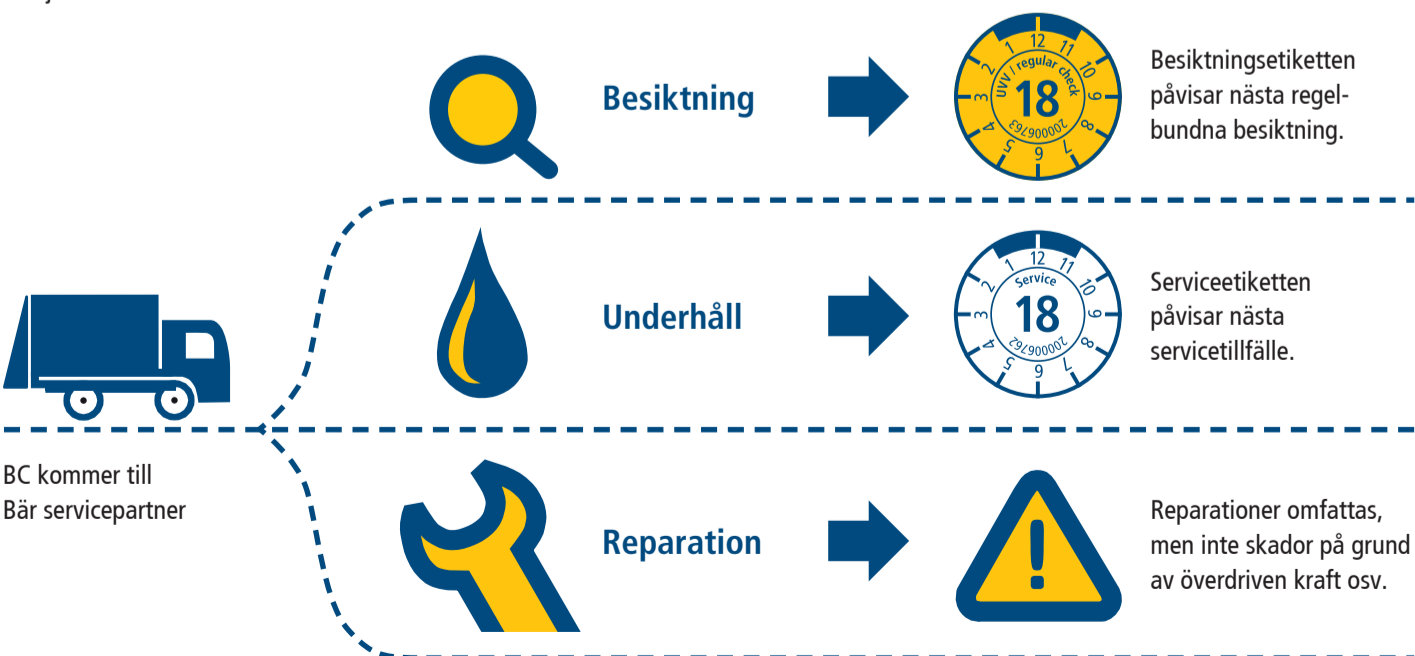 Besiktning
12
1 11
2 10
3 9
4 8
5 7
6
UVV / regular check
18
200006763
Besiktningsetiketten
påvisar nästa regel-
bundna besiktning.
Underhåll
12
1 11
2 10
3 9
4 8
5 7
6
Service
18
200006762
Serviceetiketten
påvisar nästa
servicetillfälle.
BC kommer till
Bär servicepartner
Reparation
!
Reparationer omfattas,
men inte skador på grund
av överdriven kraft osv.